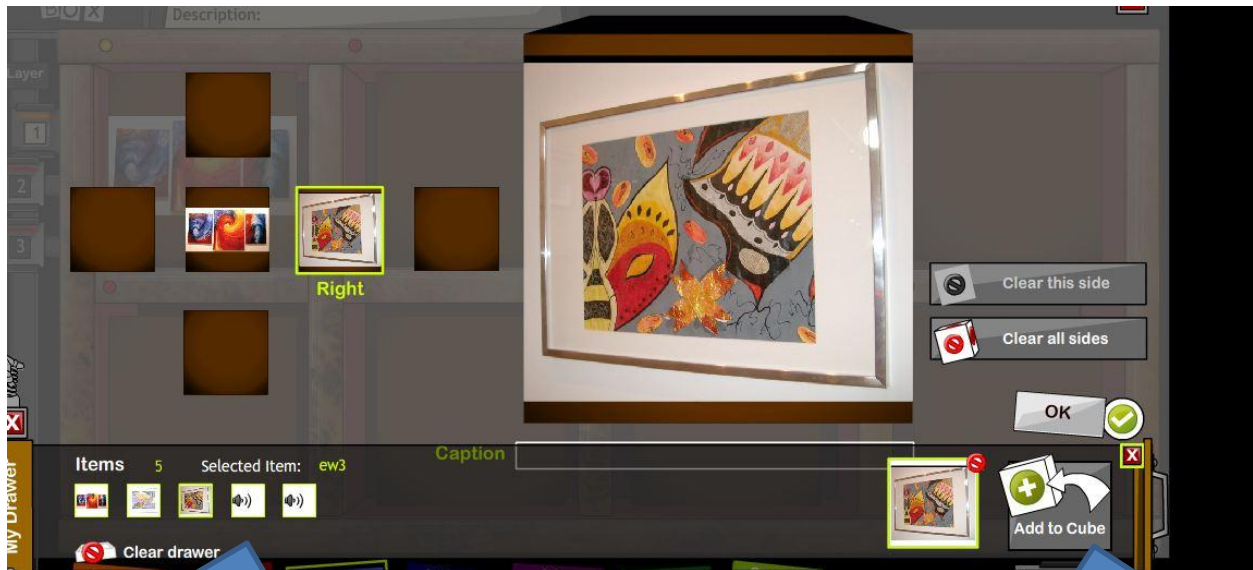 BOX
Description:
Layer
1
2
3
Right
Clear this side
Clear all sides
OK
Caption
X
X
Items 5 Selected Item: ew3
My Drawer
Add to Cube
Clear drawer